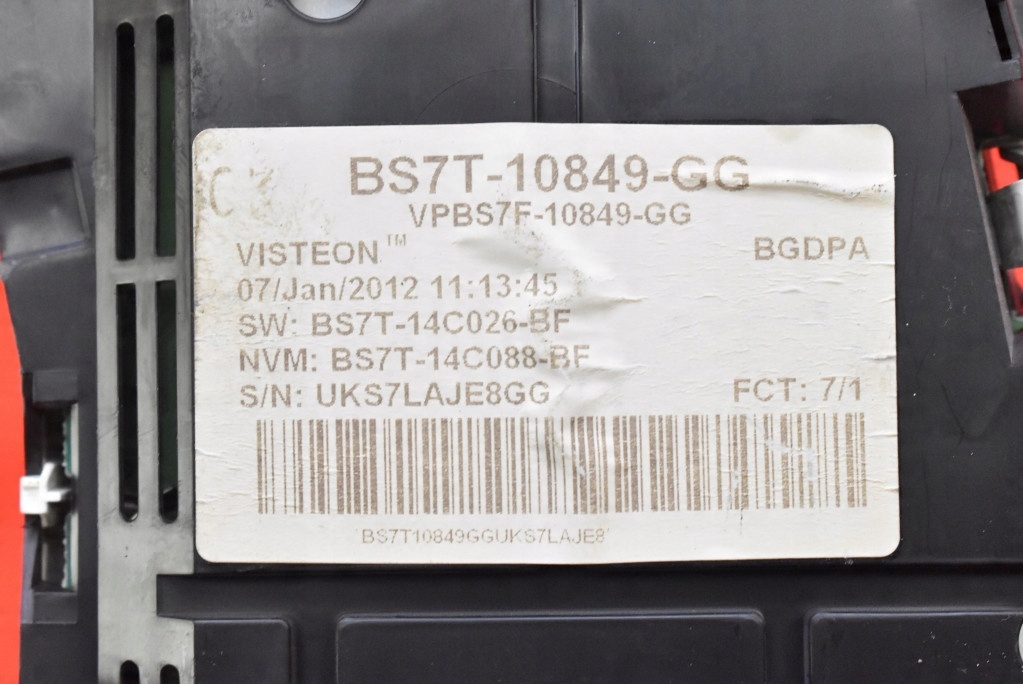 BS7T-10849-GG
VPBS7F-10849-GG
VISTEON™ BGDPA
07/Jan/2012 11:13:45
SW: BS7T-14C026-BF
NVM: BS7T-14C088-BF
S/N: UKS7LAJE8GG FCT: 7/1
*BS7T10849GGUKS7LAJE8*